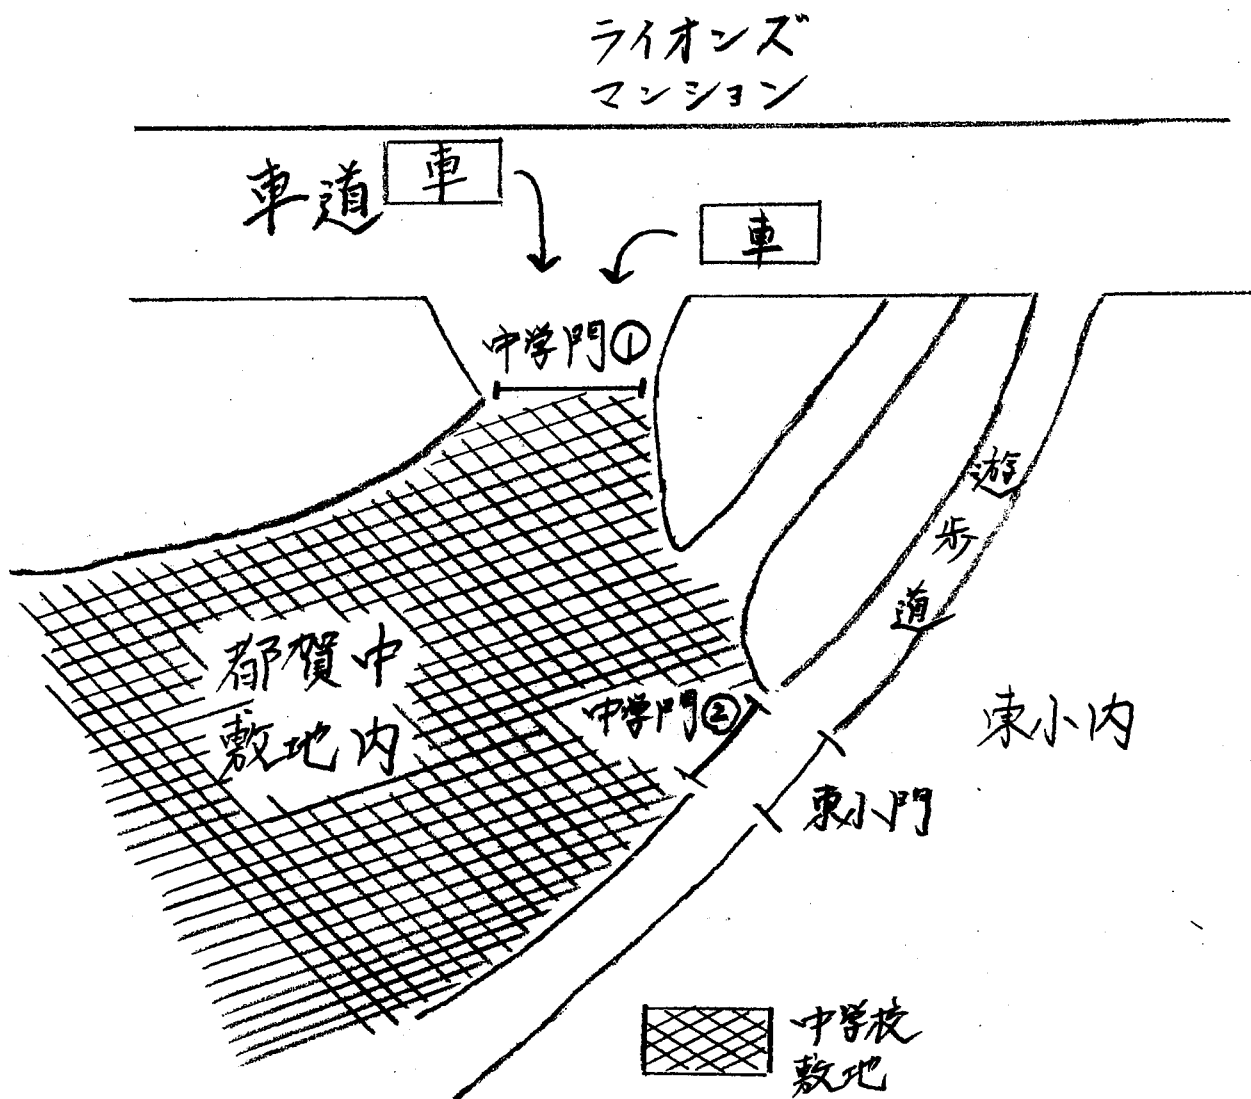 ライオンズ
マンション
車道
車
車
中学門①
遊歩道
都賀中
敷地内
中学門②
東小内
東小門
中学校
敷地